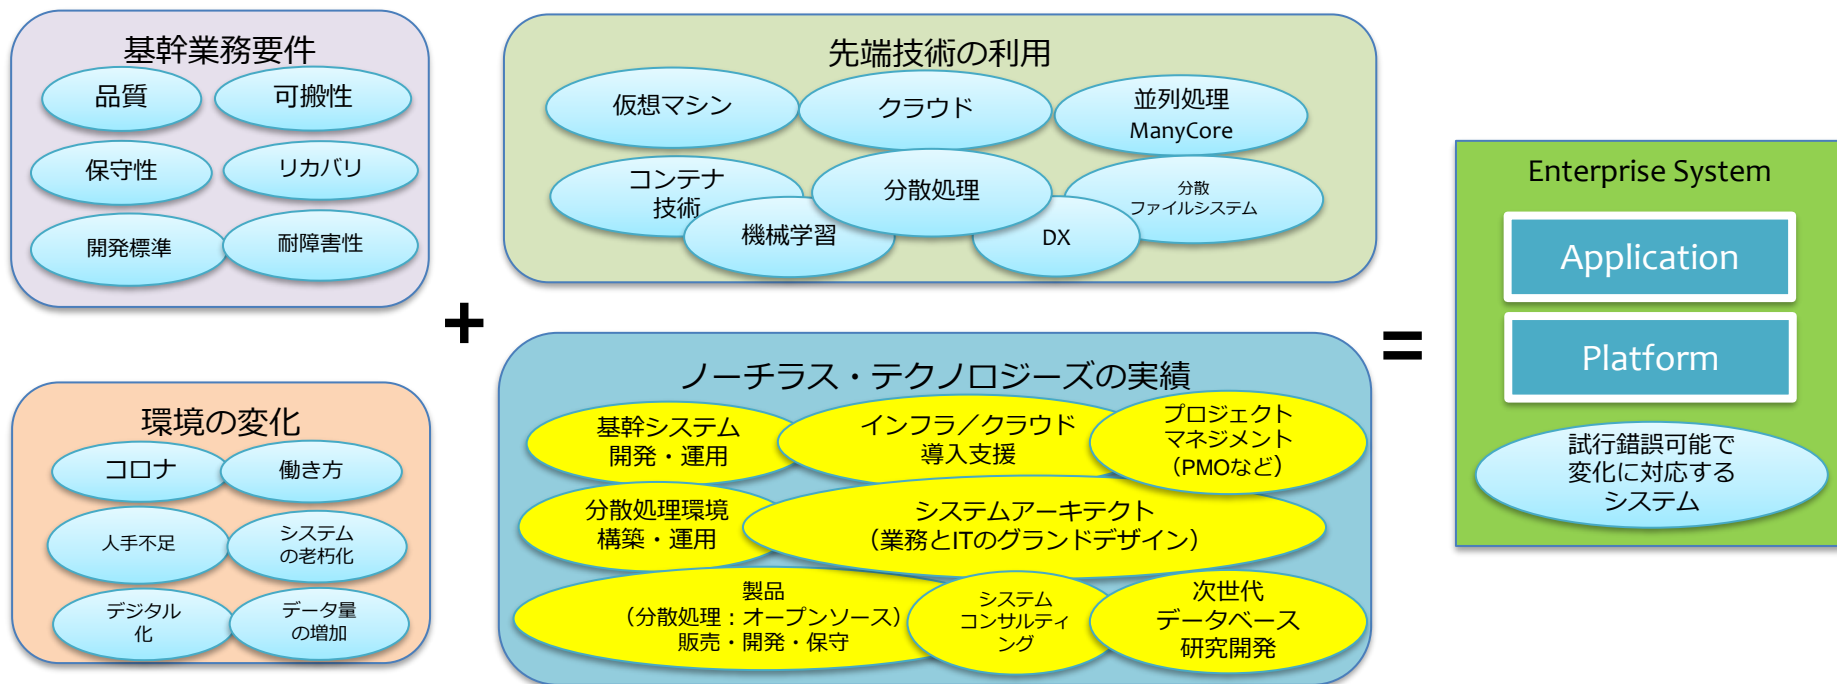 基幹業務要件
品質
可搬性
保守性
リカバリ
開発標準
耐障害性
環境の変化
コロナ
働き方
人手不足
システム
の老朽化
デジタル
化
データ量
の増加
+
先端技術の利用
仮想マシン
クラウド
並列処理
ManyCore
コンテナ
技術
分散処理
分散
ファイルシステム
機械学習
DX
ノーチラス・テクノロジーズの実績
基幹システム
開発・運用
インフラ／クラウド
導入支援
プロジェクト
マネジメント
（PMOなど）
分散処理環境
構築・運用
システムアーキテクト
（業務とITのグランドデザイン）
製品
（分散処理：オープンソース）
販売・開発・保守
システム
コンサルティ
ング
次世代
データベース
研究開発
=
Enterprise System
Application
Platform
試行錯誤可能で
変化に対応する
システム